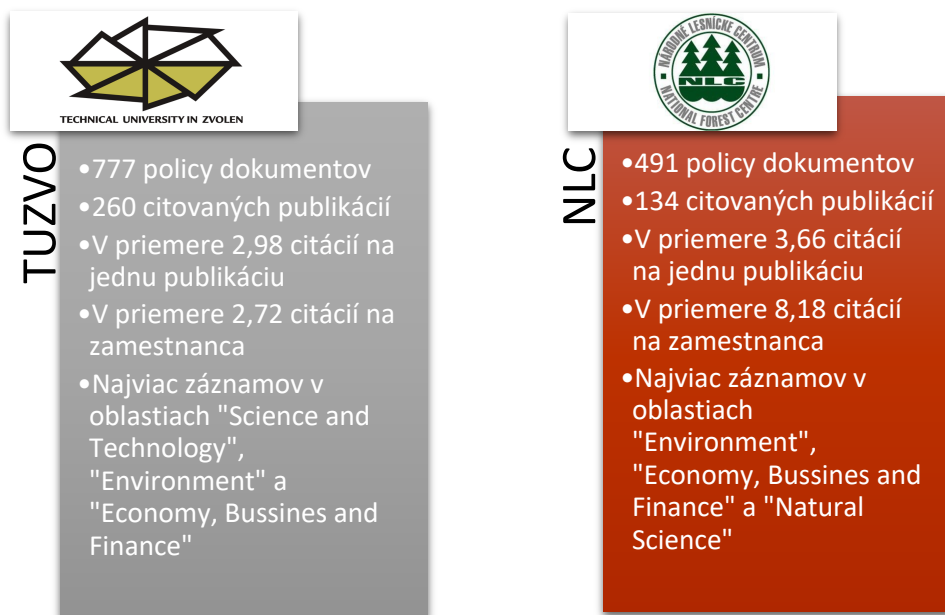 TECHNICAL UNIVERSITY IN ZVOLEN
TUZVO
•777 policy dokumentov
•260 citovaných publikácií
•V priemere 2,98 citácií na
jednu publikáciu
•V priemere 2,72 citácií na
zamestnanca
•Najviac záznamov v
oblastiach "Science and
Technology",
"Environment" a
"Economy, Bussines and
Finance"
NÁRODNÉ LESNÍCKE CENTRUM
NLC
NATIONAL FOREST CENTRE
NLC
•491 policy dokumentov
•134 citovaných publikácií
•V priemere 3,66 citácií
na jednu publikáciu
•V priemere 8,18 citácií
na zamestnanca
•Najviac záznamov v
oblastiach
"Environment",
"Economy, Bussines and
Finance" a "Natural
Science"